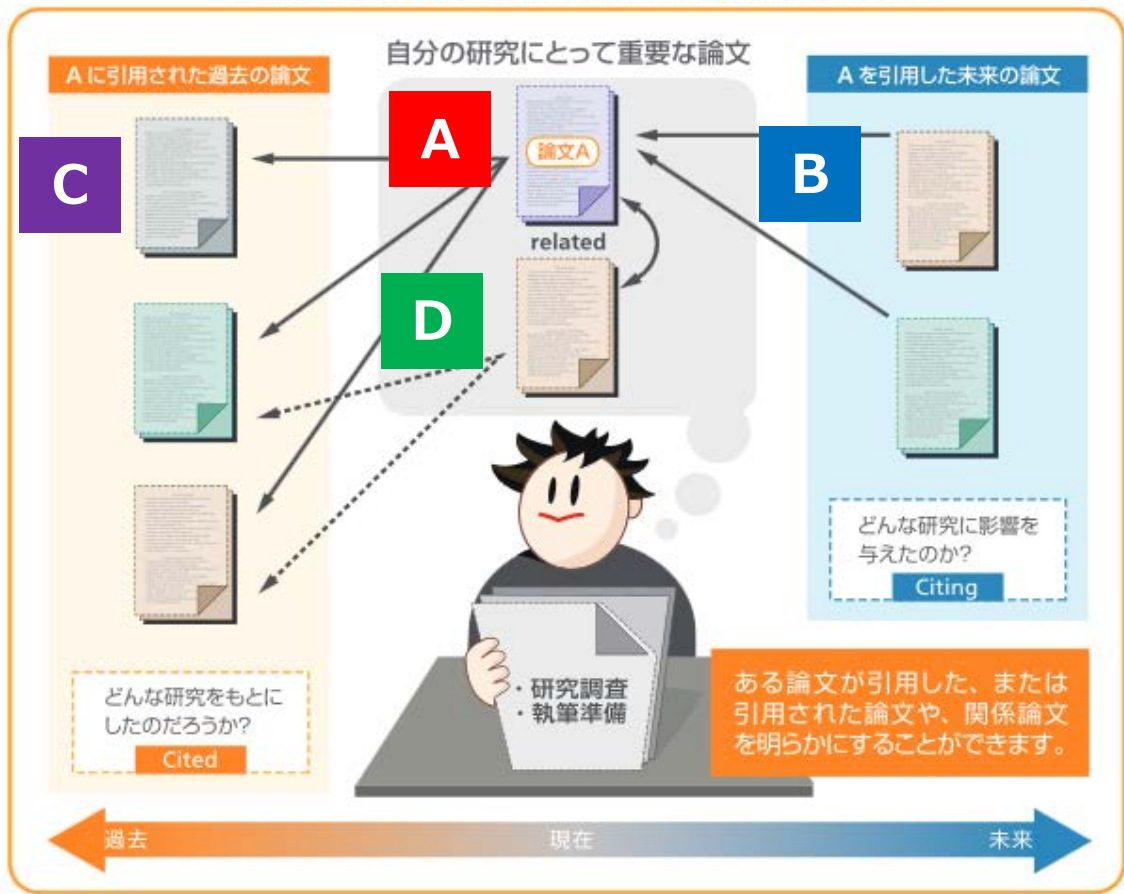 自分の研究にとって重要な論文
Aに引用された過去の論文
Aを引用した未来の論文
C
A
論文A
B
related
D
どんな研究に影響を
与えたのか?
Citing
どんな研究をもとに
したのだろうか?
Cited
・研究調査
・執筆準備
ある論文が引用した、または
引用された論文や、関係論文
を明らかにすることができます。
過去
現在
未来